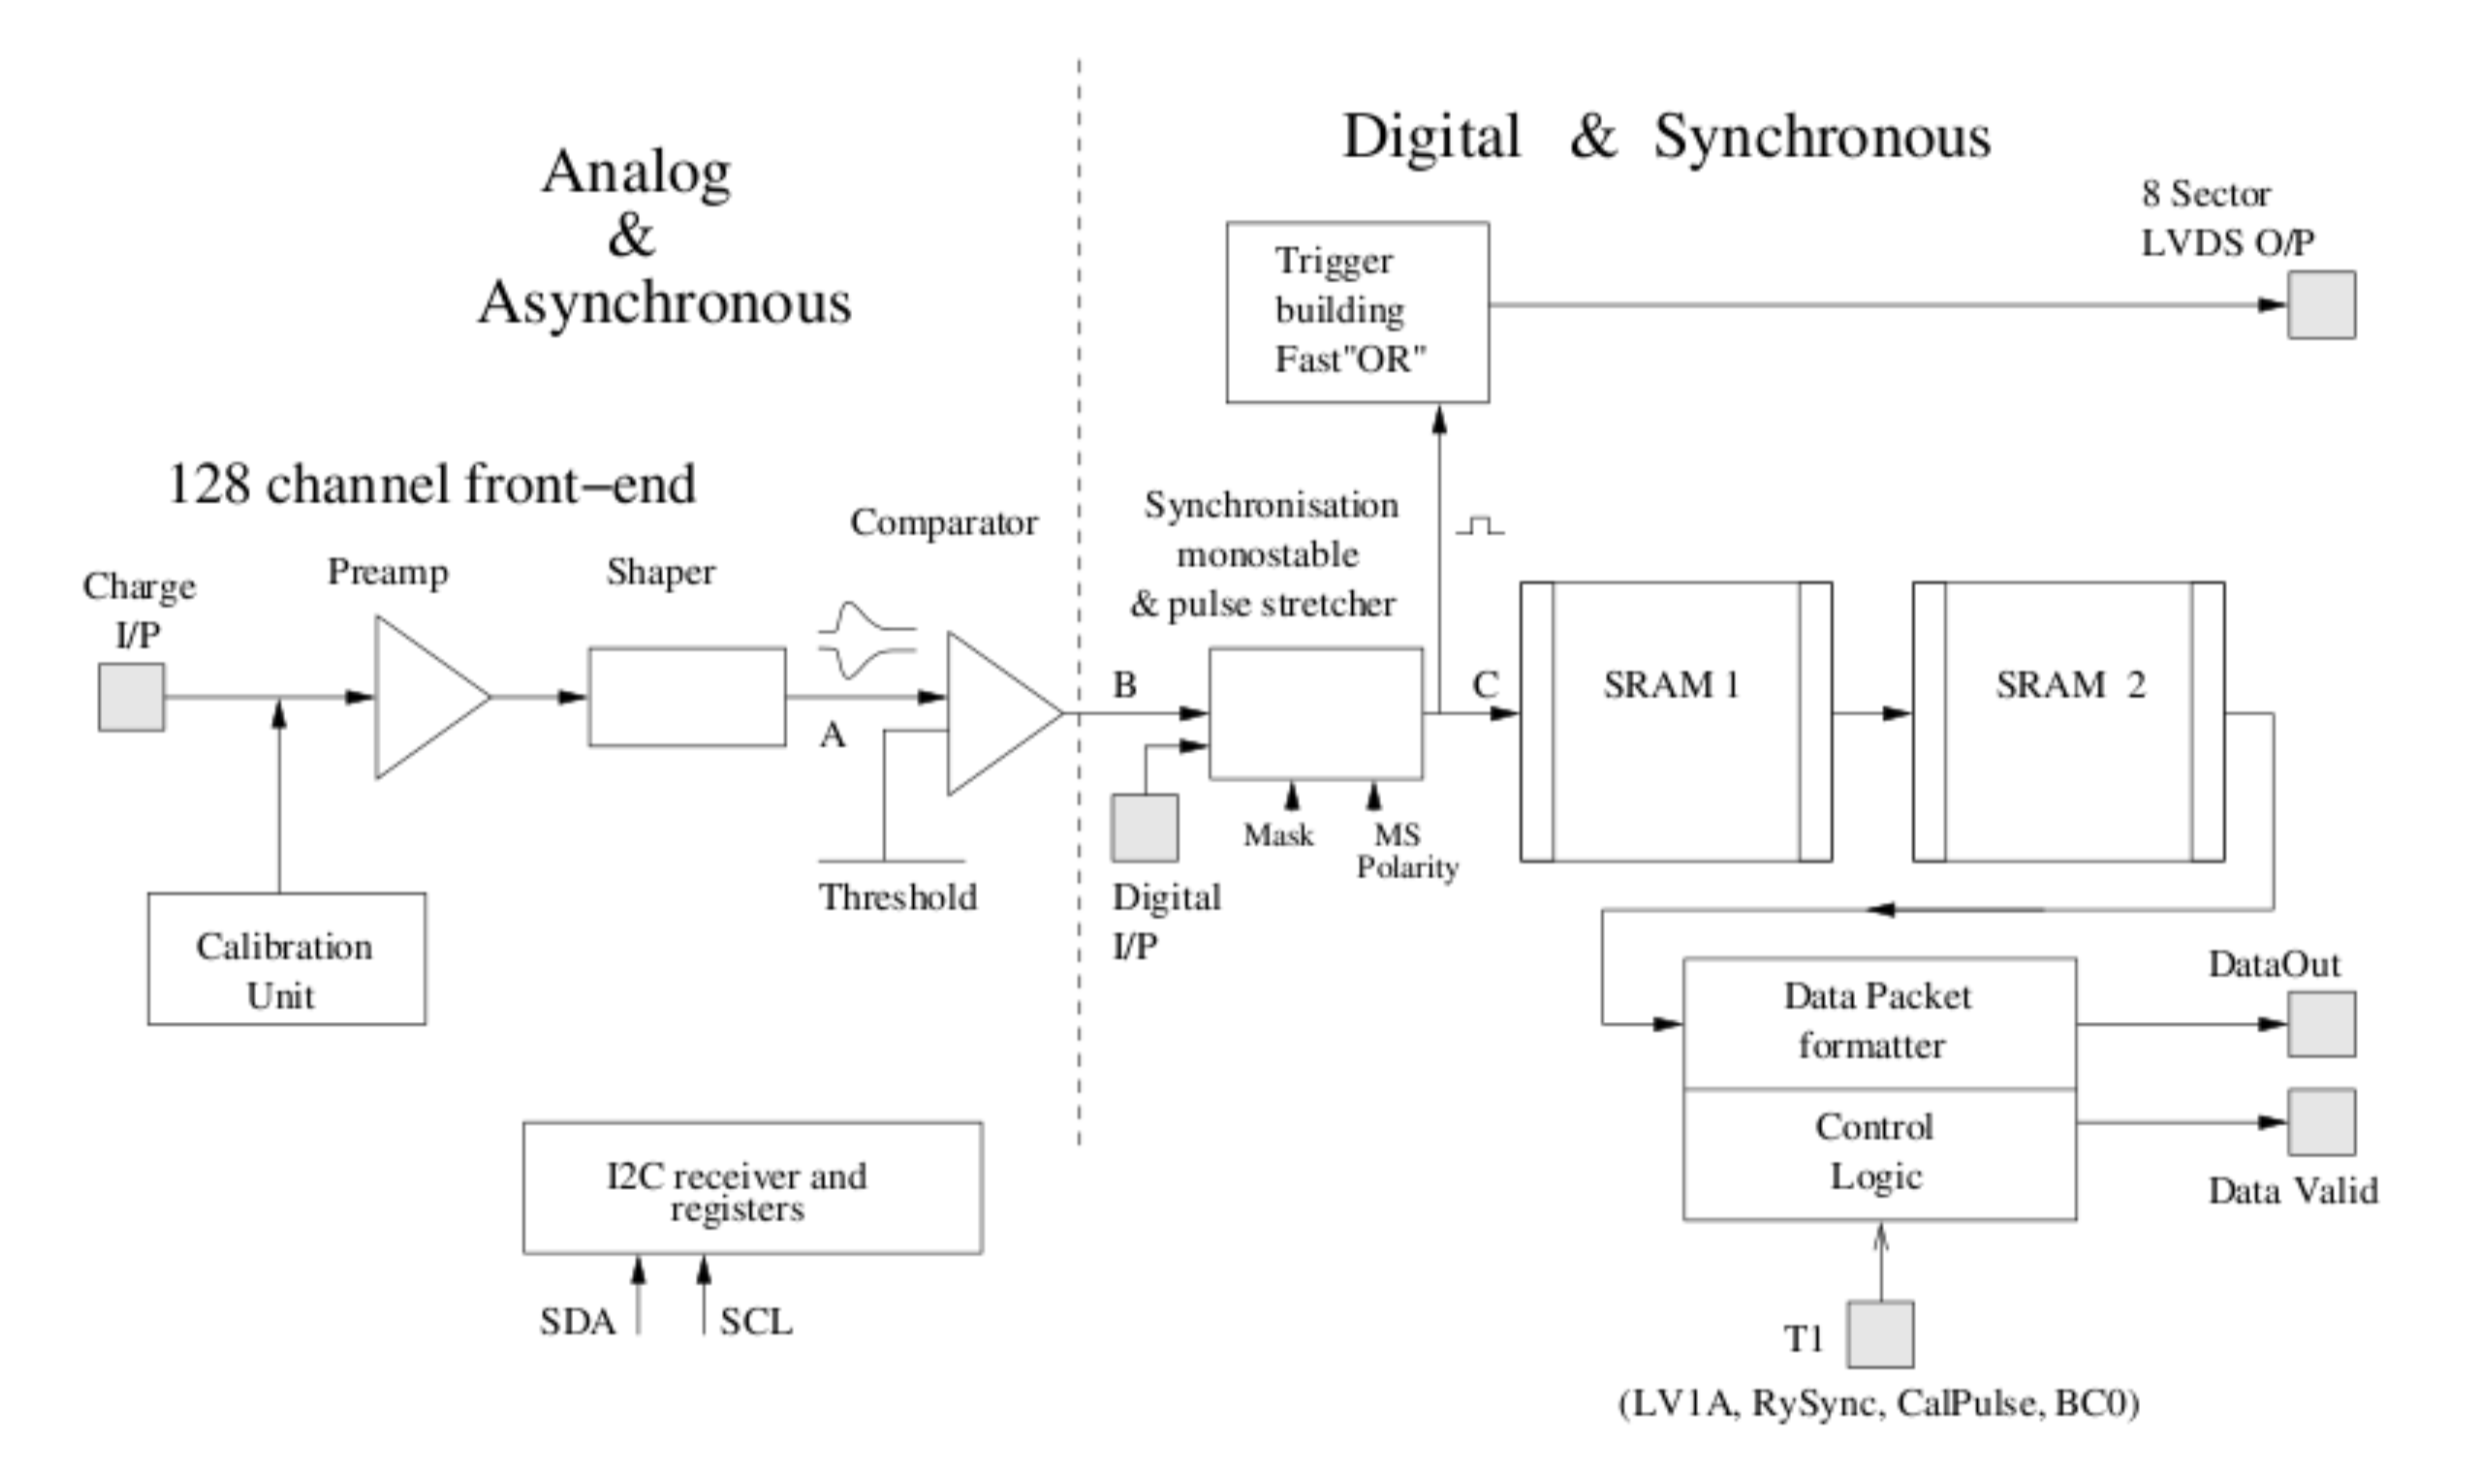 Analog
&
Asynchronous
Digital & Synchronous
8 Sector
LVDS O/P
Trigger
building
Fast"OR"
128 channel front–end
Comparator
Synchronisation
monostable
& pulse stretcher
Charge
I/P
Preamp
Shaper
A
B
C
SRAM 1
SRAM 2
Threshold
Digital
I/P
Mask
MS
Polarity
Calibration
Unit
Data Packet
formatter
DataOut
Control
Logic
Data Valid
I2C receiver and
registers
SDA
SCL
T1
(LV1A, RySync, CalPulse, BC0)